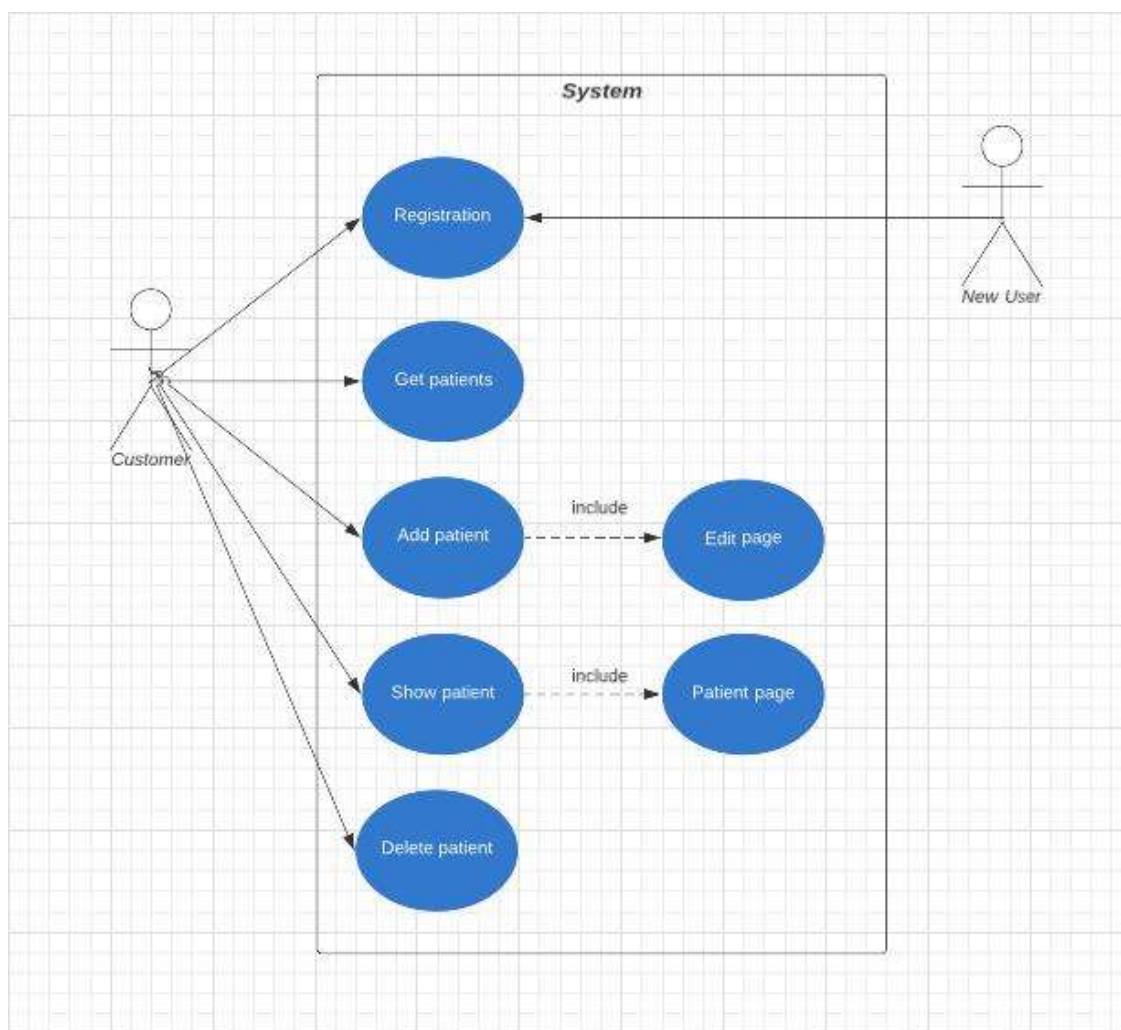 System
Registration
New User
Get patients
Customer
Add patient
include
Edit page
Show patient
include
Patient page
Delete patient